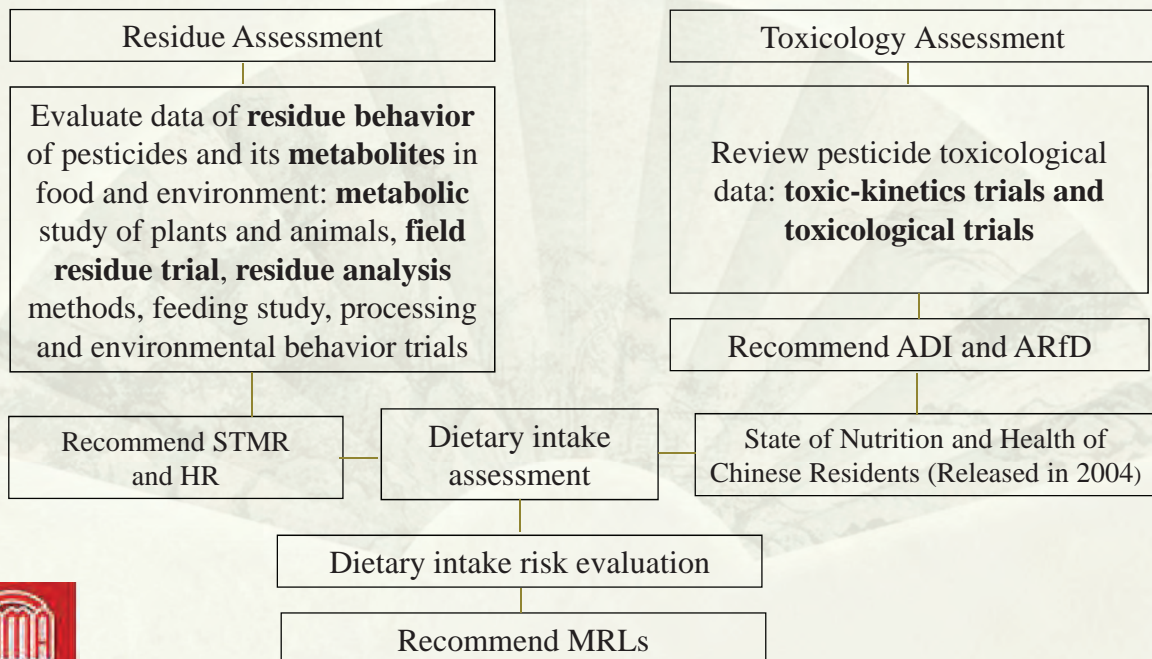 Residue Assessment
Evaluate data of residue behavior
of pesticides and its metabolites in
food and environment: metabolic
study of plants and animals, field
residue trial, residue analysis
methods, feeding study, processing
and environmental behavior trials
Recommend STMR
and HR
Toxicology Assessment
Review pesticide toxicological
data: toxic-kinetics trials and
toxicological trials
Recommend ADI and ARfD
State of Nutrition and Health of
Chinese Residents (Released in 2004)
Dietary intake
assessment
Dietary intake risk evaluation
Recommend MRLs